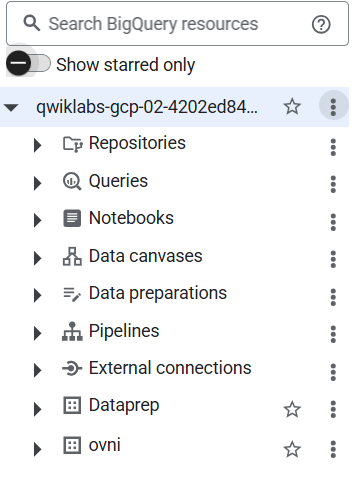 Search BigQuery resources
Show starred only
qwiklabs-gcp-02-4202ed84...
Repositories
Queries
Notebooks
Data canvases
Data preparations
Pipelines
External connections
Dataprep
ovni